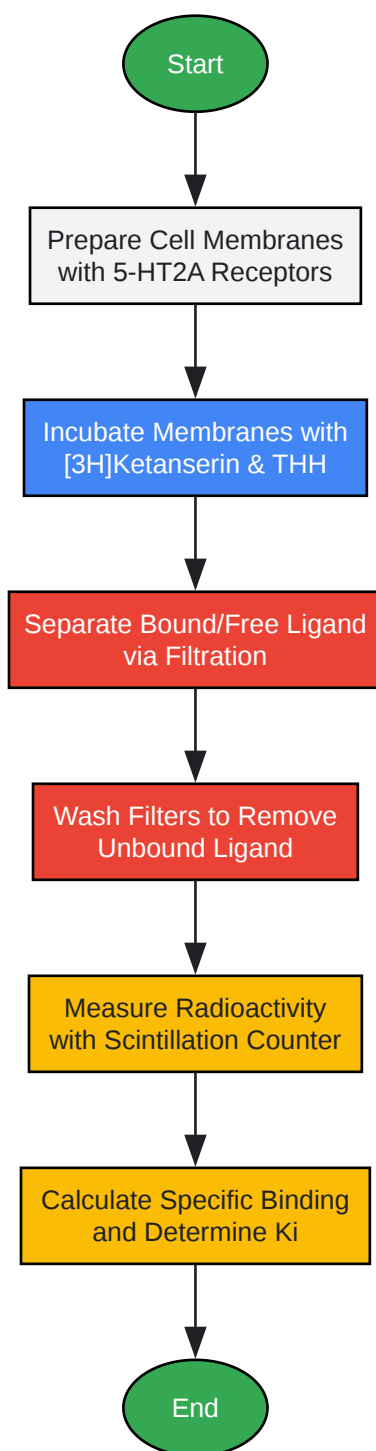 Start
Prepare Cell Membranes
with 5-HT2A Receptors
Incubate Membranes with
[3H]Ketanserin & THH
Separate Bound/Free Ligand
via Filtration
Wash Filters to Remove
Unbound Ligand
Measure Radioactivity
with Scintillation Counter
Calculate Specific Binding
and Determine Ki
End